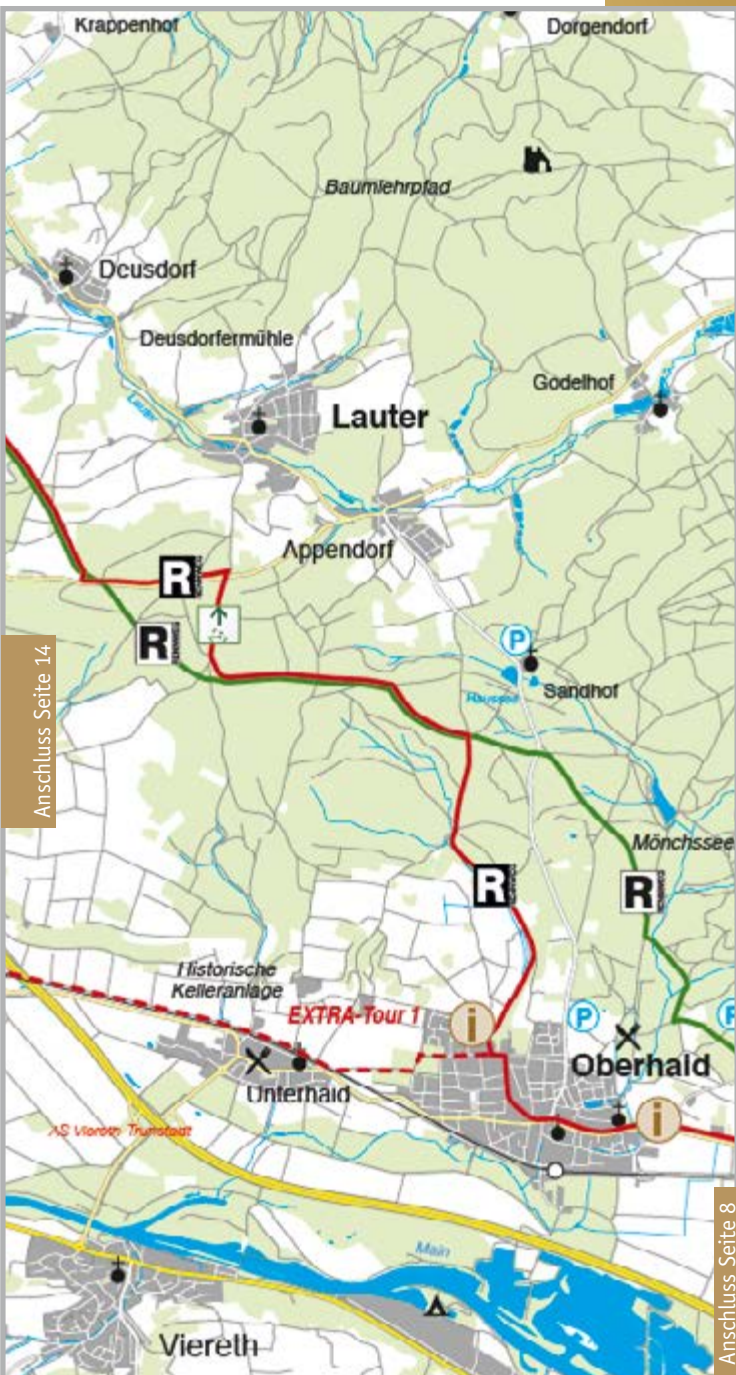 Krappenhof
Dorgendorf
Baumlehrpfad
Deusdorf
Deusdorfermühle
Godelhof
Lauter
Lauter
Appendorf
R
R
P
Sandhof
Anschluss Seite 14
Mönchssee
R
R
Historische
Kelleranlage
EXTRA-Tour 1
i
P
P
Oberhaid
Unterhaid
i
AS Viereth-Trunstadt
Main
Anschluss Seite 8
Viereth